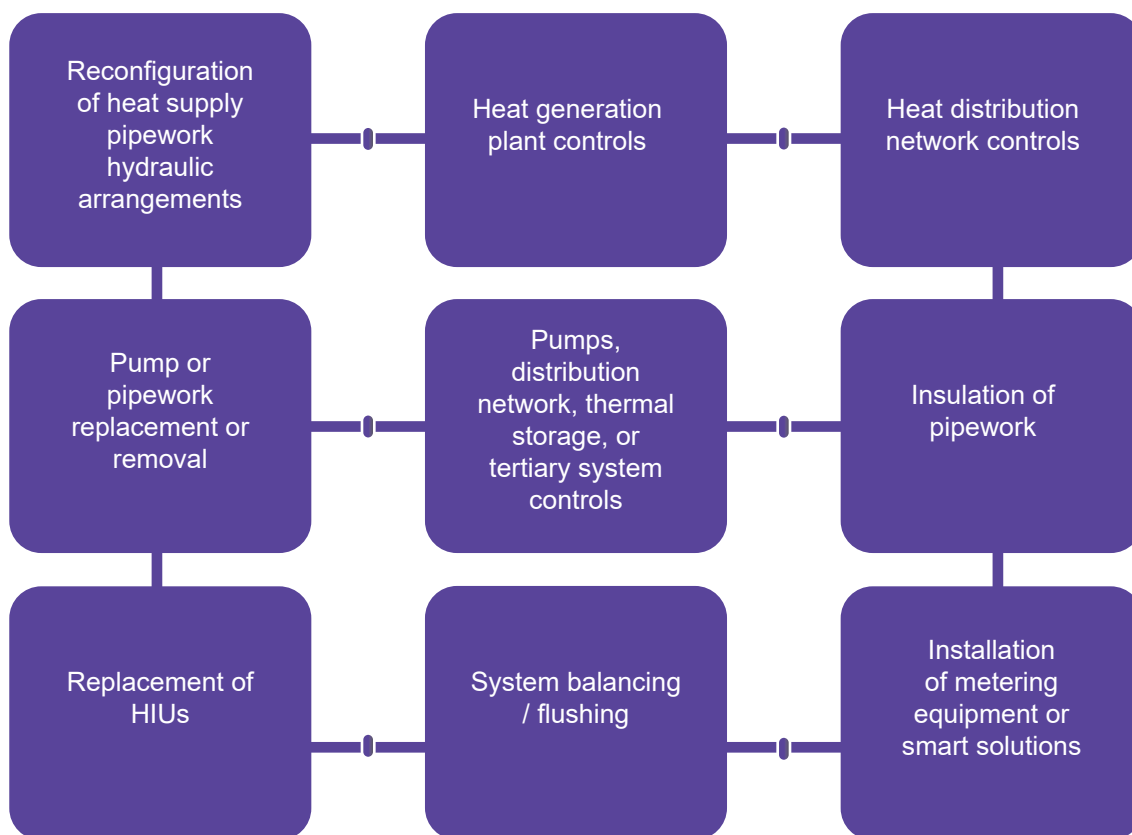 Reconfiguration
of heat supply
pipework
hydraulic
arrangements
Heat generation
plant controls
Heat distribution
network controls
Pump or
pipework
replacement or
removal
Pumps,
distribution
network, thermal
storage, or
tertiary system
controls
Insulation of
pipework
Replacement of
HIUs
System balancing
/ flushing
Installation
of metering
equipment or
smart solutions